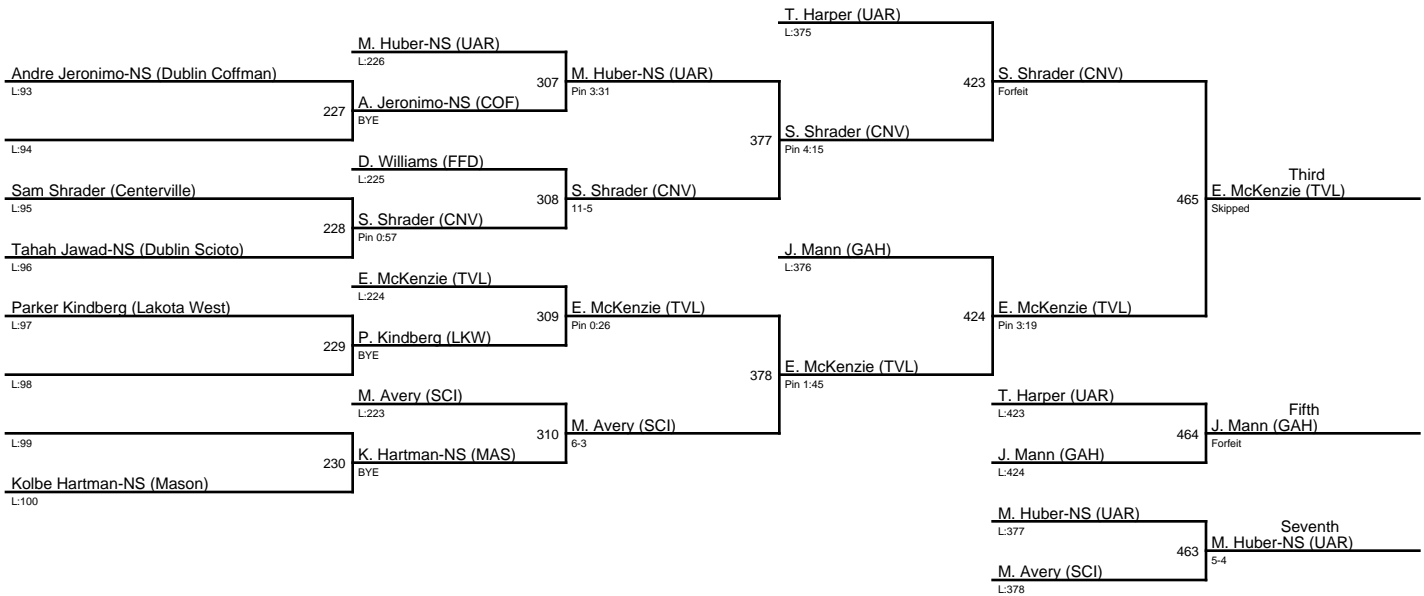 T. Harper (UAR)
L:375
M. Huber-NS (UAR)
L:226
Andre Jeronimo-NS (Dublin Coffman)
L:93
307
M. Huber-NS (UAR)
Pin 3:31
423
S. Shrader (CNV)
Forfeit
227
A. Jeronimo-NS (COF)
BYE
L:94
377
S. Shrader (CNV)
Pin 4:15
D. Williams (FFD)
L:225
Sam Shrader (Centerville)
L:95
308
S. Shrader (CNV)
11-5
465
Third
E. McKenzie (TVL)
Skipped
228
S. Shrader (CNV)
Pin 0:57
Tahah Jawad-NS (Dublin Scioto)
L:96
J. Mann (GAH)
L:376
E. McKenzie (TVL)
L:224
Parker Kindberg (Lakota West)
L:97
309
E. McKenzie (TVL)
Pin 0:26
424
E. McKenzie (TVL)
Pin 3:19
229
P. Kindberg (LKW)
BYE
L:98
378
E. McKenzie (TVL)
Pin 1:45
M. Avery (SCI)
L:223
T. Harper (UAR)
L:423
L:99
310
M. Avery (SCI)
6-3
464
Fifth
J. Mann (GAH)
Forfeit
230
K. Hartman-NS (MAS)
BYE
J. Mann (GAH)
L:424
Kolbe Hartman-NS (Mason)
L:100
M. Huber-NS (UAR)
L:377
463
Seventh
M. Huber-NS (UAR)
5-4
M. Avery (SCI)
L:378